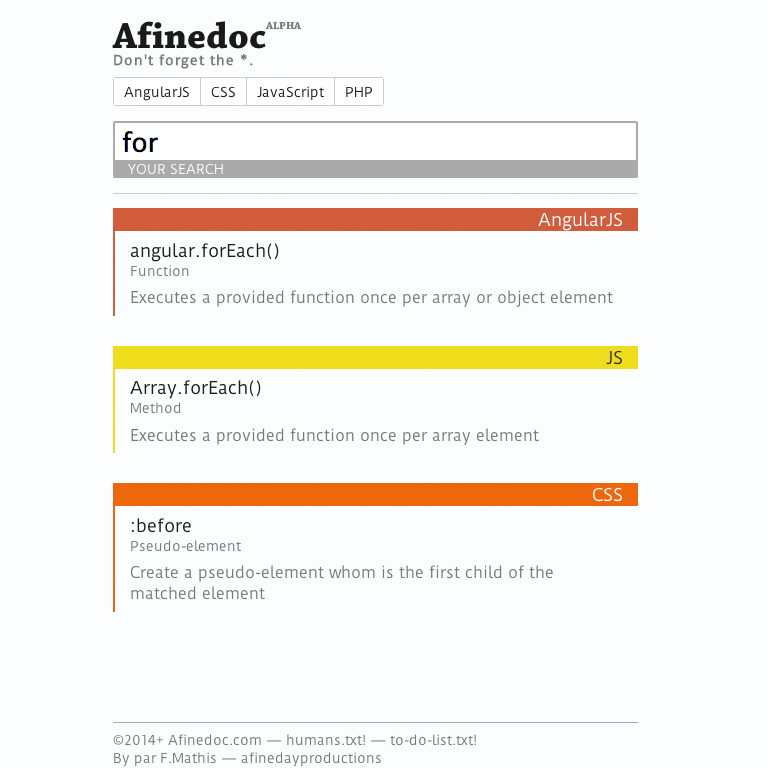 Afinedoc ALPHA
Don't forget the *.
AngularJS CSS JavaScript PHP
for
YOUR SEARCH
AngularJS
angular.forEach()
Function
Executes a provided function once per array or object element
JS
Array.forEach()
Method
Executes a provided function once per array element
CSS
:before
Pseudo-element
Create a pseudo-element whom is the first child of the
matched element
©2014+ Afinedoc.com — humans.txt! — to-do-list.txt!
By par F.Mathis — afinedayproductions